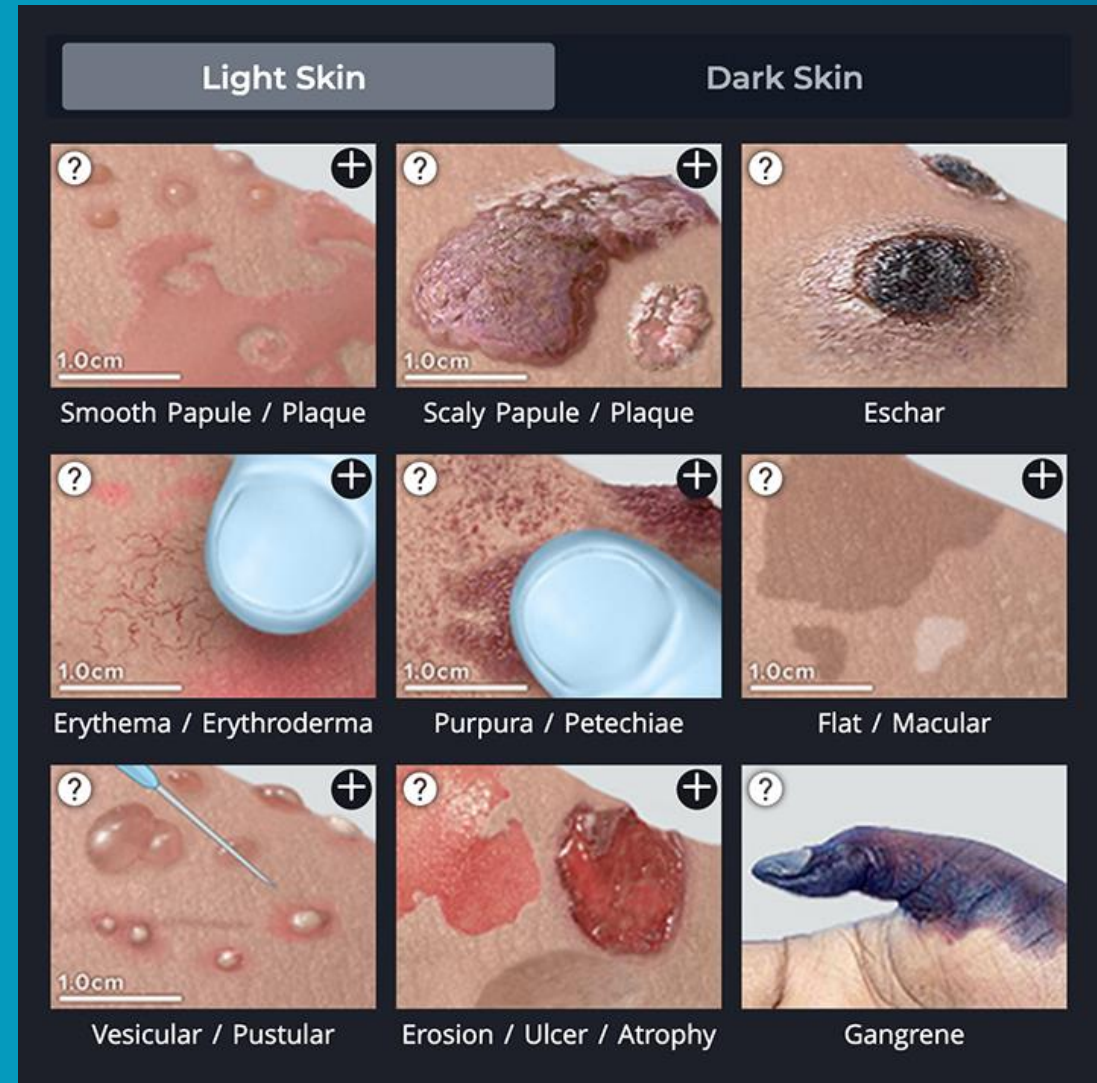 Light Skin
Dark Skin
?
+
?
+
?
1.0cm
1.0cm
Smooth Papule / Plaque
Scaly Papule / Plaque
Eschar
?
+
?
+
?
+
1.0cm
1.0cm
1.0cm
Erythema / Erythroderma
Purpura / Petechiae
Flat / Macular
?
+
?
+
?
1.0cm
Vesicular / Pustular
Erosion / Ulcer / Atrophy
Gangrene